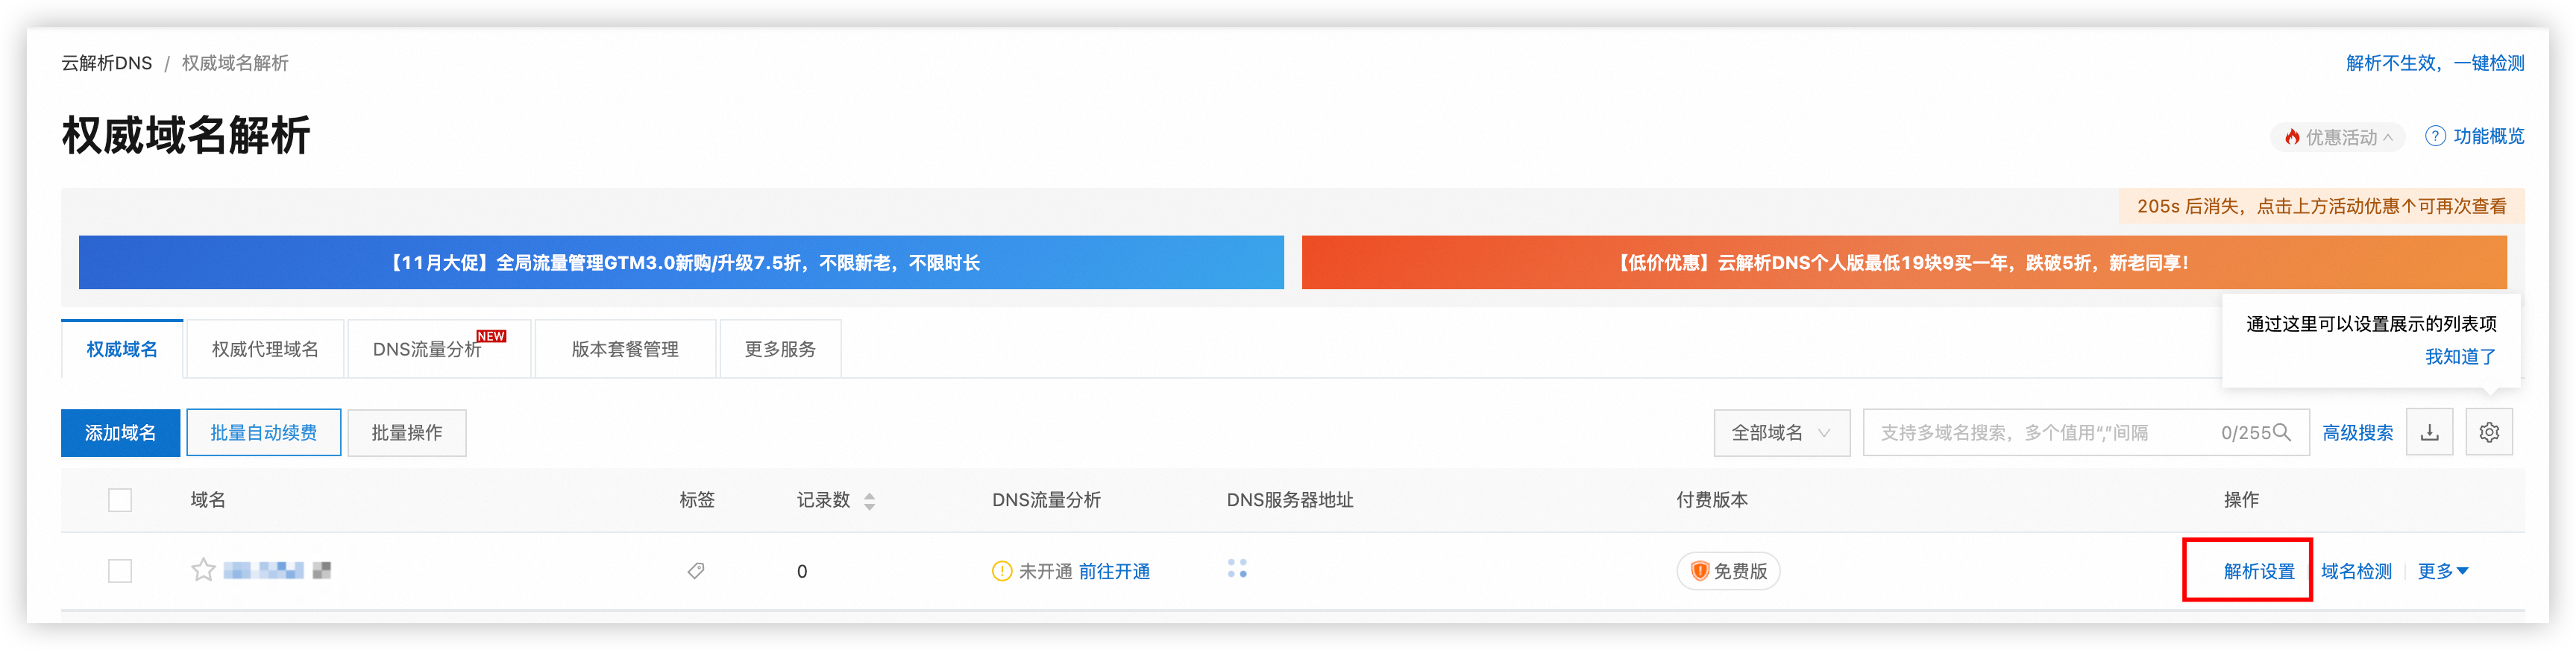 云解析DNS / 权威域名解析
解析不生效，一键检测
权威域名解析
优惠活动
功能概览
205s 后消失，点击上方活动优惠个可再次查看
【11月大促】全局流量管理GTM3.0新购/升级7.5折，不限新老，不限时长
【低价优惠】云解析DNS个人版最低19块9买一年，跌破5折，新老同享！
通过这里可以设置展示的列表项
我知道了
权威域名 权威代理域名 DNS流量分析 NEW 版本套餐管理 更多服务
添加域名 批量自动续费 批量操作 全部域名 支持多域名搜索，多个值用“,”间隔 0/255 高级搜索
域名 标签 记录数 DNS流量分析 DNS服务器地址 付费版本 操作
0 未开通 前往开通 免费版 解析设置 域名检测 更多